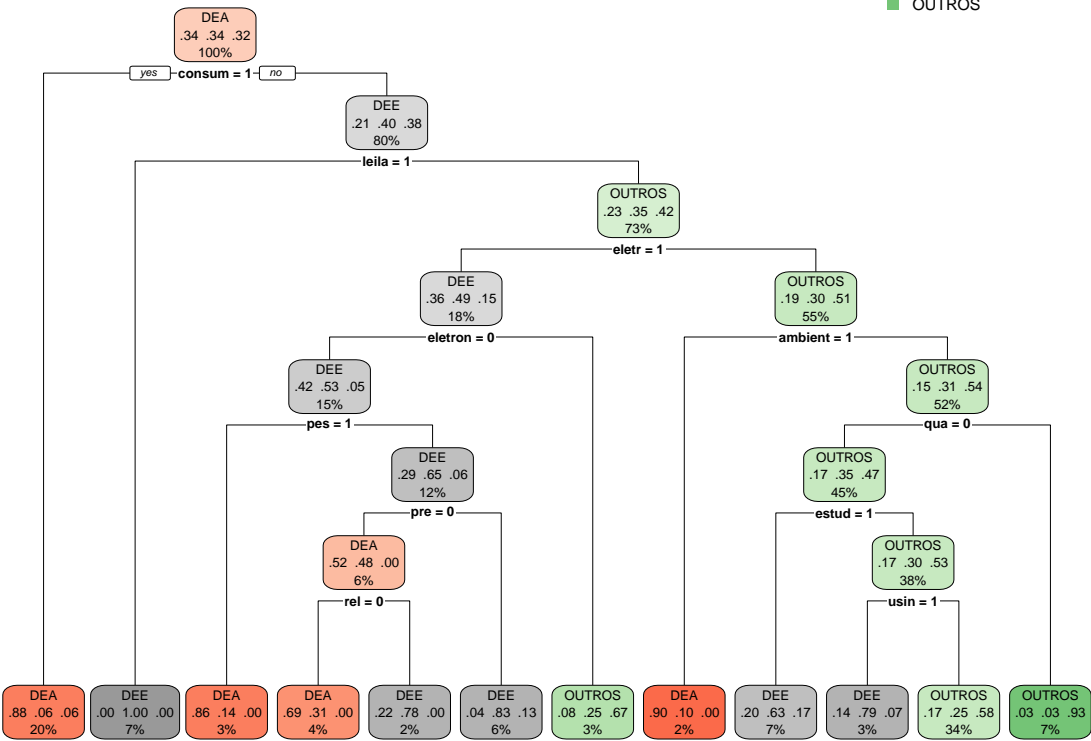 OUTROS
DEA
.34 .34 .32
100%
yes consum = 1 no
DEE
.21 .40 .38
80%
leila = 1
OUTROS
.23 .35 .42
73%
eletr = 1
DEE
.36 .49 .15
18%
OUTROS
.19 .30 .51
55%
eletron = 0
ambient = 1
DEE
.42 .53 .05
15%
OUTROS
.15 .31 .54
52%
pes = 1
qua = 0
DEE
.29 .65 .06
12%
OUTROS
.17 .35 .47
45%
pre = 0
estud = 1
DEA
.52 .48 .00
6%
OUTROS
.17 .30 .53
38%
rel = 0
usin = 1
DEA
.88 .06 .06
20%
DEE
.00 1.00 .00
7%
DEA
.86 .14 .00
3%
DEA
.69 .31 .00
4%
DEE
.22 .78 .00
2%
DEE
.04 .83 .13
6%
OUTROS
.08 .25 .67
3%
DEA
.90 .10 .00
2%
DEE
.20 .63 .17
7%
DEE
.14 .79 .07
3%
OUTROS
.17 .25 .58
34%
OUTROS
.03 .03 .93
7%